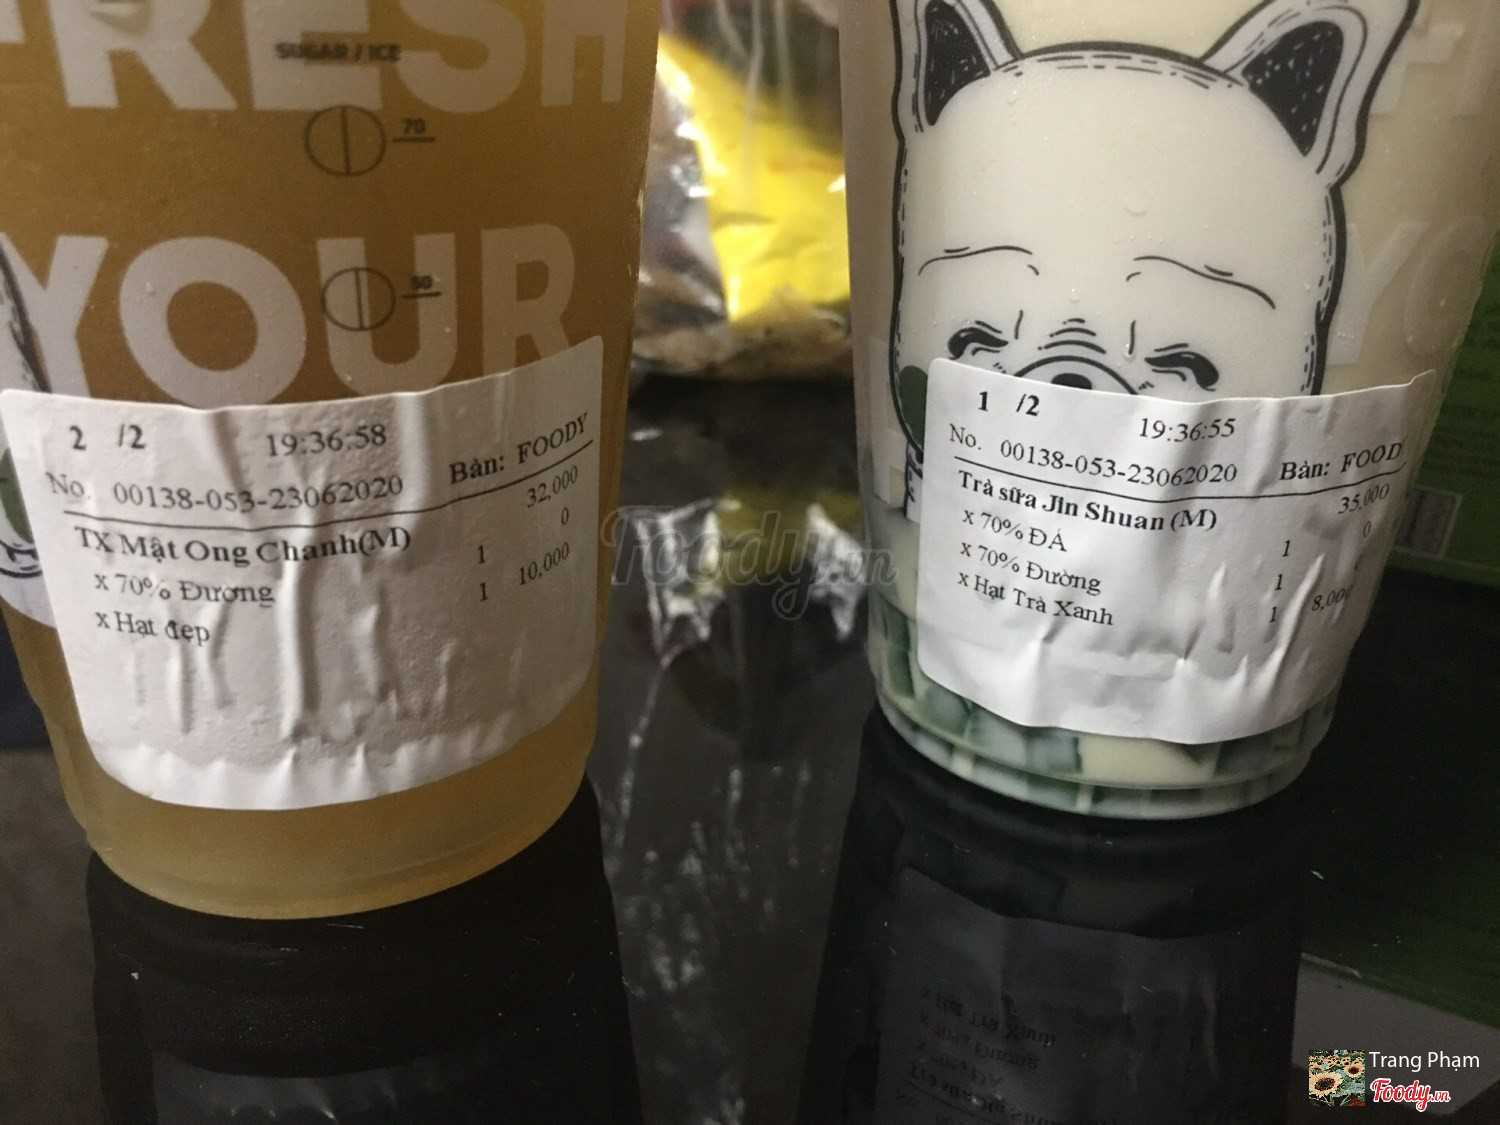 FRESH
SUGAR / ICE
70
YOUR
50
2 /2 19:36:58
No. 00138-053-23062020 Bàn: FOODY
TX Mật Ong Chanh(M) 32,000
x 70% Đường 1 0
x Hạt đẹp 1 10,000
1 /2 19:36:55
No. 00138-053-23062020 Bàn: FOOD
Trà sữa Jin Shuan (M) 35,000
x 70% ĐÁ 1 0
x 70% Đường 1
x Hạt Trà Xanh 1 8,000
YO
Foody.vn
Trang Phạm
Foody.vn